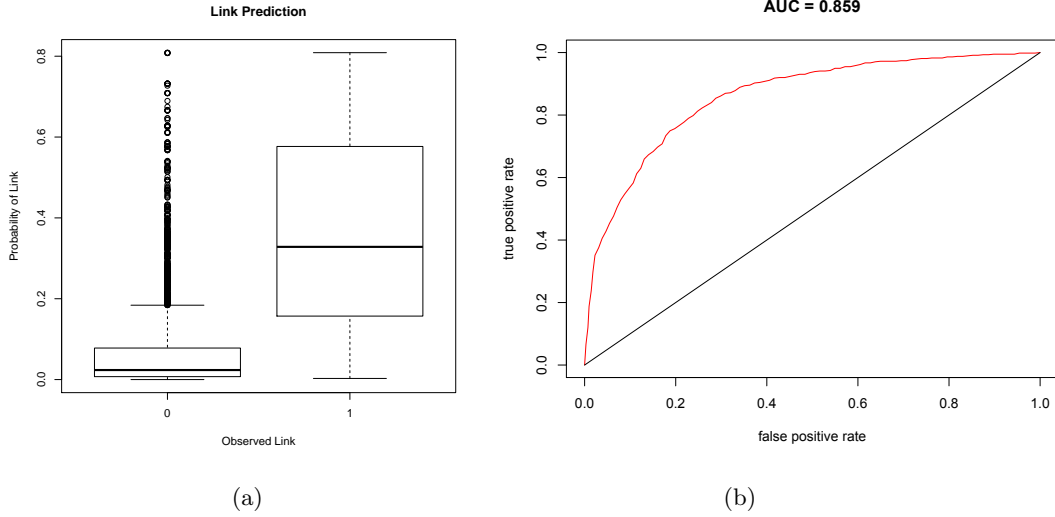 Link Prediction
Probability of Link
0.8
0.6
0.4
0.2
0.0
0
1
Observed Link
(a)
AUC = 0.859
true positive rate
1.0
0.8
0.6
0.4
0.2
0.0
0.0 0.2 0.4 0.6 0.8 1.0
false positive rate
(b)